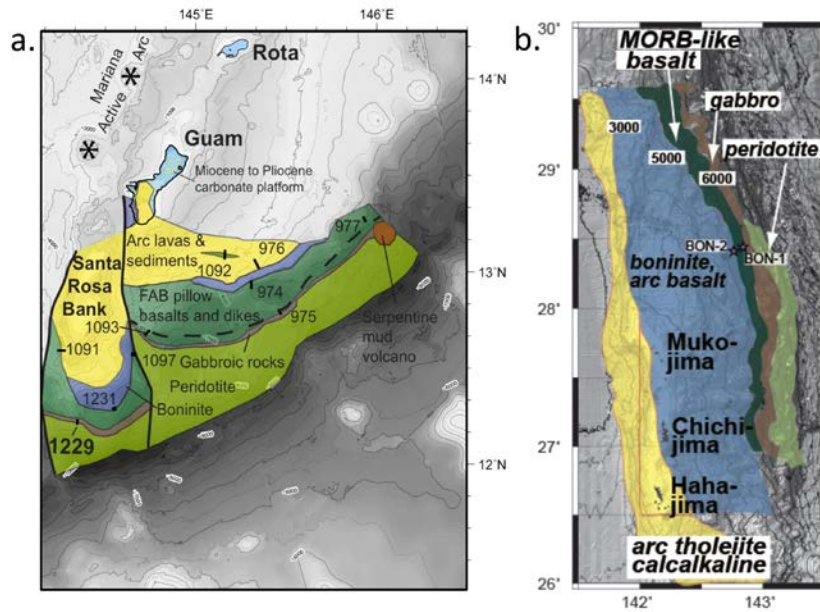 a.
145°E
146°E
Rota
14°N
Mariana
Active Arc
Guam
Miocene to Pliocene
carbonate platform
977
Arc lavas &
sediments
976
1092
13°N
Santa
Rosa
Bank
FAB pillow
basalts and dikes
974
975
1093
1091
1097
Gabbroic rocks
Serpentine
mud
volcano
Peridotite
1231
Boninite
1229
12°N
b.
30°
MORB-like
basalt
gabbro
3000
peridotite
5000
29°
6000
BON-2
BON-1
boninite,
arc basalt
28°
Muko-
jima
Chichi-
jima
27°
Haha-
jima
arc tholeiite
calcalkaline
26°
142°
143°